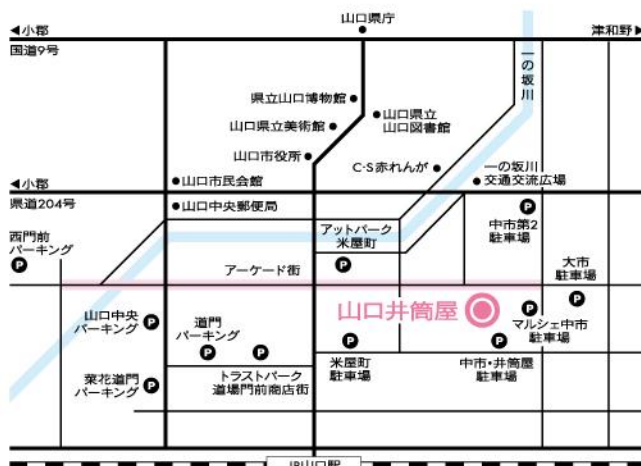 山口県庁
◀小郡
津和野▶
国道9号
一の坂川
県立山口博物館
山口県立
山口図書館
山口県立美術館
山口市役所
C・S赤れんが
一の坂川
交通交流広場
山口市民会館
◀小郡
県道204号
山口中央郵便局
P
中市第2
駐車場
西門前
パーキング
P
アットパーク
米屋町
P
アーケード街
大市
駐車場
P
山口井筒屋
P
マルシェ中市
駐車場
山口中央
パーキング
P
道門
パーキング
P
P
トラストパーク
道場門前商店街
P
米屋町
駐車場
P
中市・井筒屋
駐車場
菜花道門
パーキング
P
JR山口駅